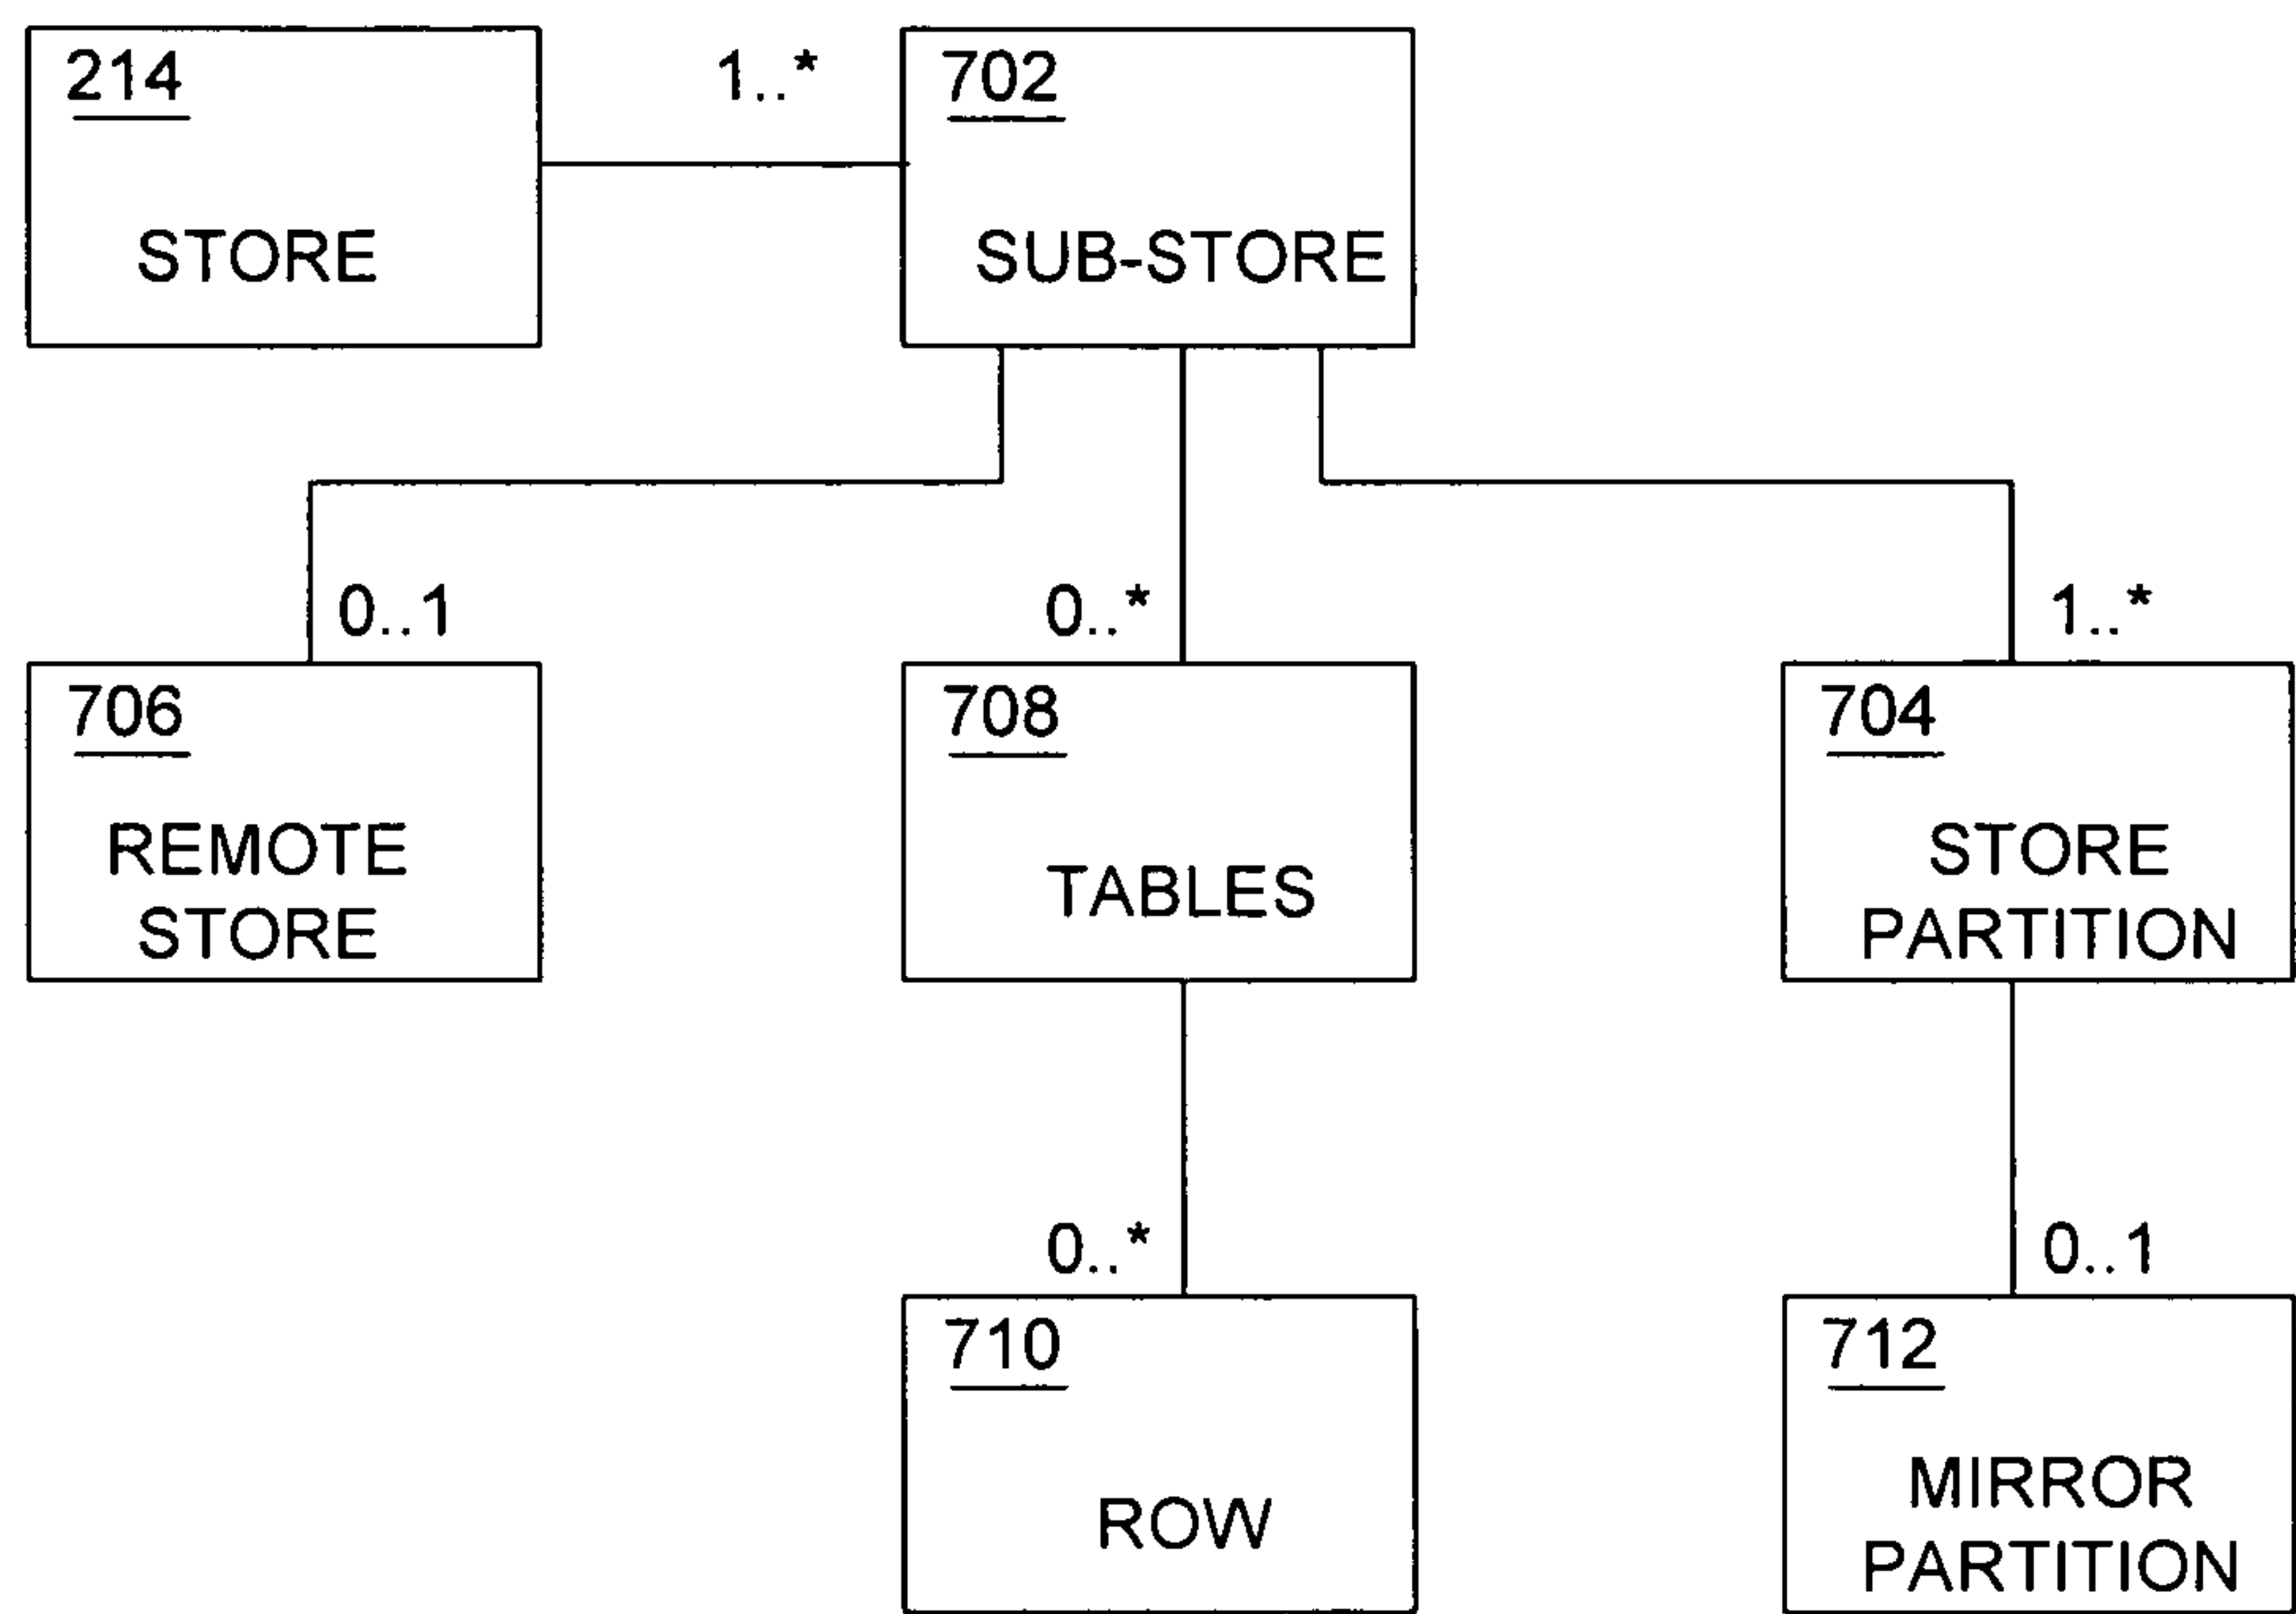 214
STORE
1..*
702
SUB-STORE
0..1
0..*
1..*
706
REMOTE
STORE
708
TABLES
704
STORE
PARTITION
0..*
0..1
710
ROW
712
MIRROR
PARTITION